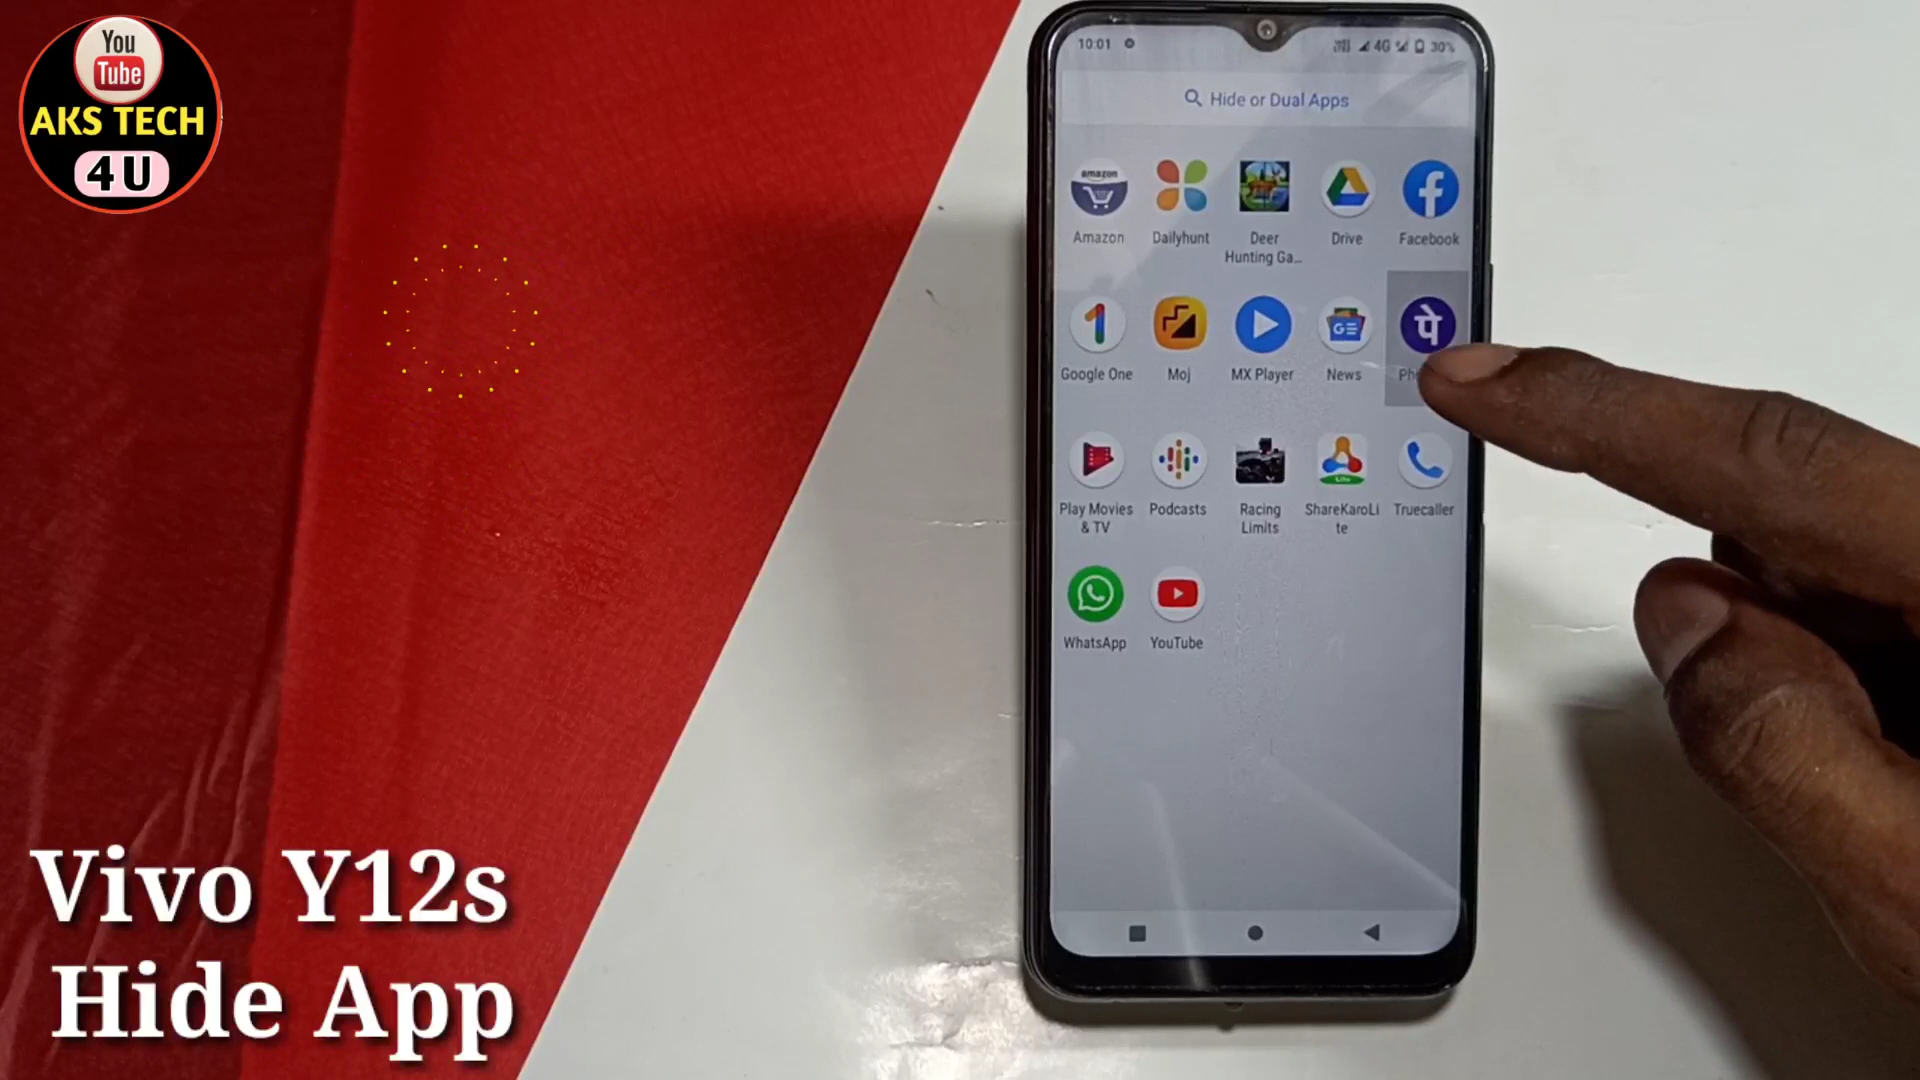 You
Tube
AKS TECH
4U
10:01
4G
30%
Hide or Dual Apps
amazon
Amazon
Dailyhunt
Deer
Hunting Ga...
Drive
Facebook
Google One
Moj
MX Player
GE
News
पे
Play Movies
& TV
Podcasts
Racing
Limits
Lite
ShareKaroLi
te
Truecaller
WhatsApp
YouTube
Vivo Y12s
Hide App